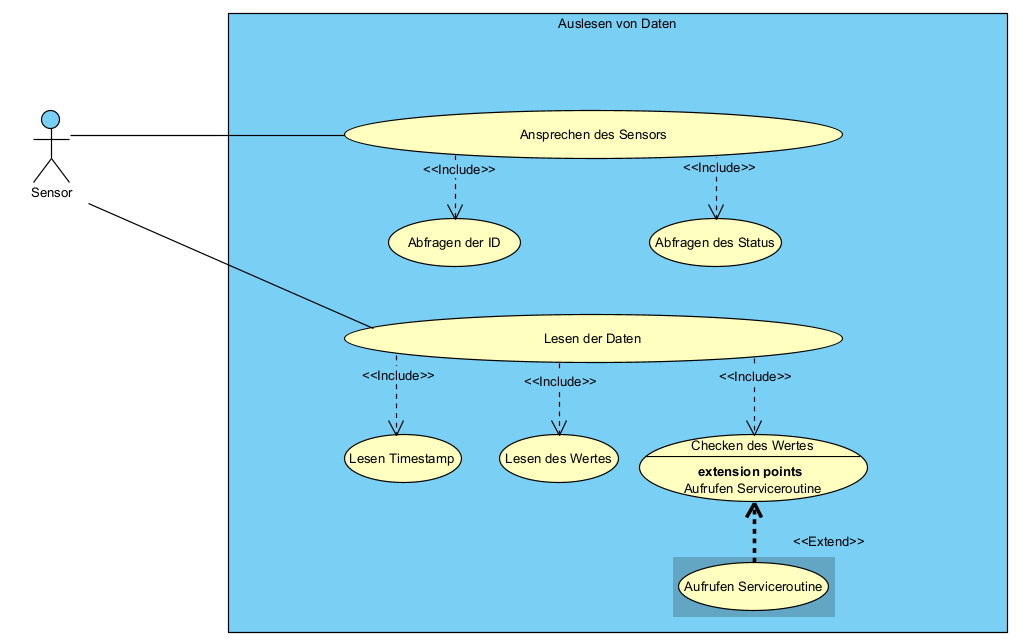 Auslesen von Daten
Ansprechen des Sensors
<<Include>>
<<Include>>
Sensor
Abfragen der ID
Abfragen des Status
Lesen der Daten
<<Include>>
<<Include>>
<<Include>>
Checken des Wertes
Lesen Timestamp
Lesen des Wertes
extension points
Aufrufen Serviceroutine
<<Extend>>
Aufrufen Serviceroutine